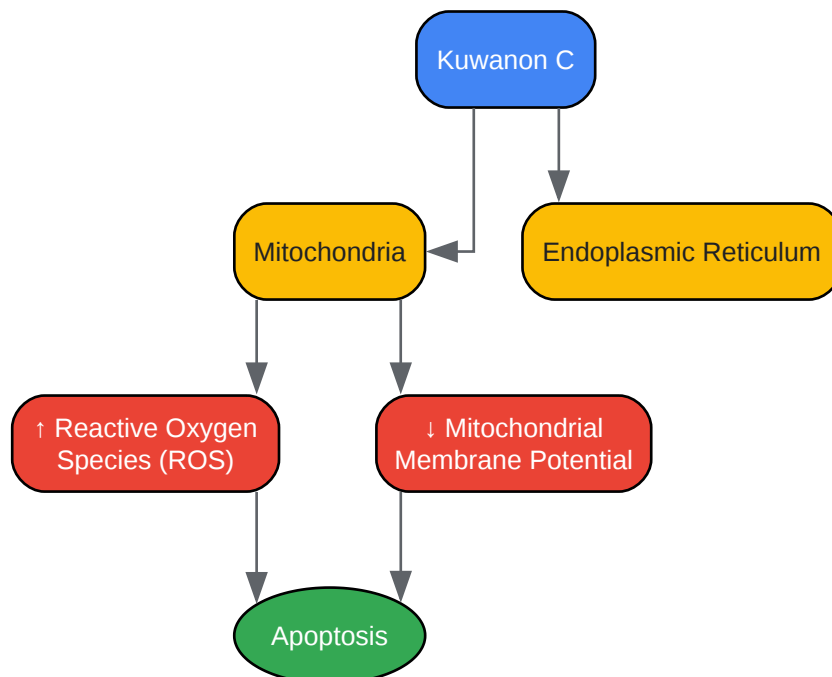 Kuwanon C
Mitochondria
Endoplasmic Reticulum
↑ Reactive Oxygen
Species (ROS)
↓ Mitochondrial
Membrane Potential
Apoptosis